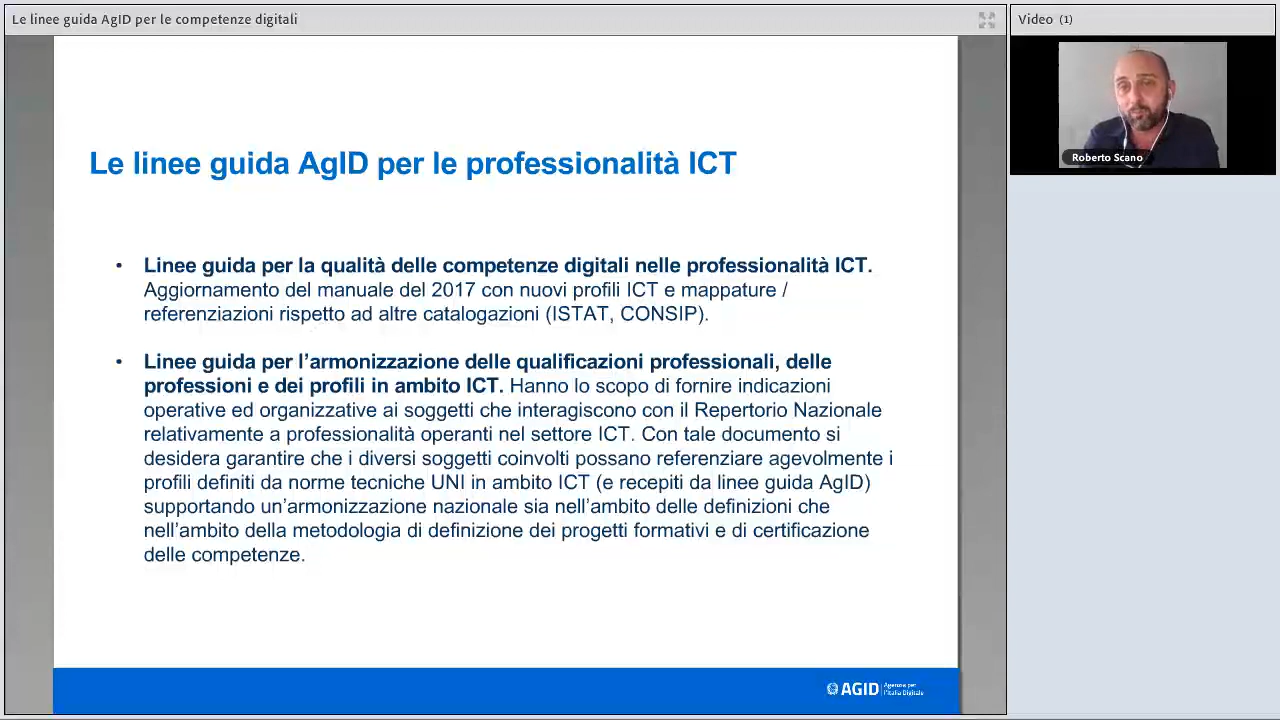 Le linee guida AgID per le competenze digitali
Video (1)
Roberto Scano
Le linee guida AgID per le professionalità ICT
• Linee guida per la qualità delle competenze digitali nelle professionalità ICT.
Aggiornamento del manuale del 2017 con nuovi profili ICT e mappature /
referenziazioni rispetto ad altre catalogazioni (ISTAT, CONSIP).
• Linee guida per l’armonizzazione delle qualificazioni professionali, delle
professioni e dei profili in ambito ICT. Hanno lo scopo di fornire indicazioni
operative ed organizzative ai soggetti che interagiscono con il Repertorio Nazionale
relativamente a professionalità operanti nel settore ICT. Con tale documento si
desidera garantire che i diversi soggetti coinvolti possano referenziare agevolmente i
profili definiti da norme tecniche UNI in ambito ICT (e recepiti da linee guida AgID)
supportando un’armonizzazione nazionale sia nell’ambito delle definizioni che
nell’ambito della metodologia di definizione dei progetti formativi e di certificazione
delle competenze.
AGID
Agenzia per
l’Italia Digitale